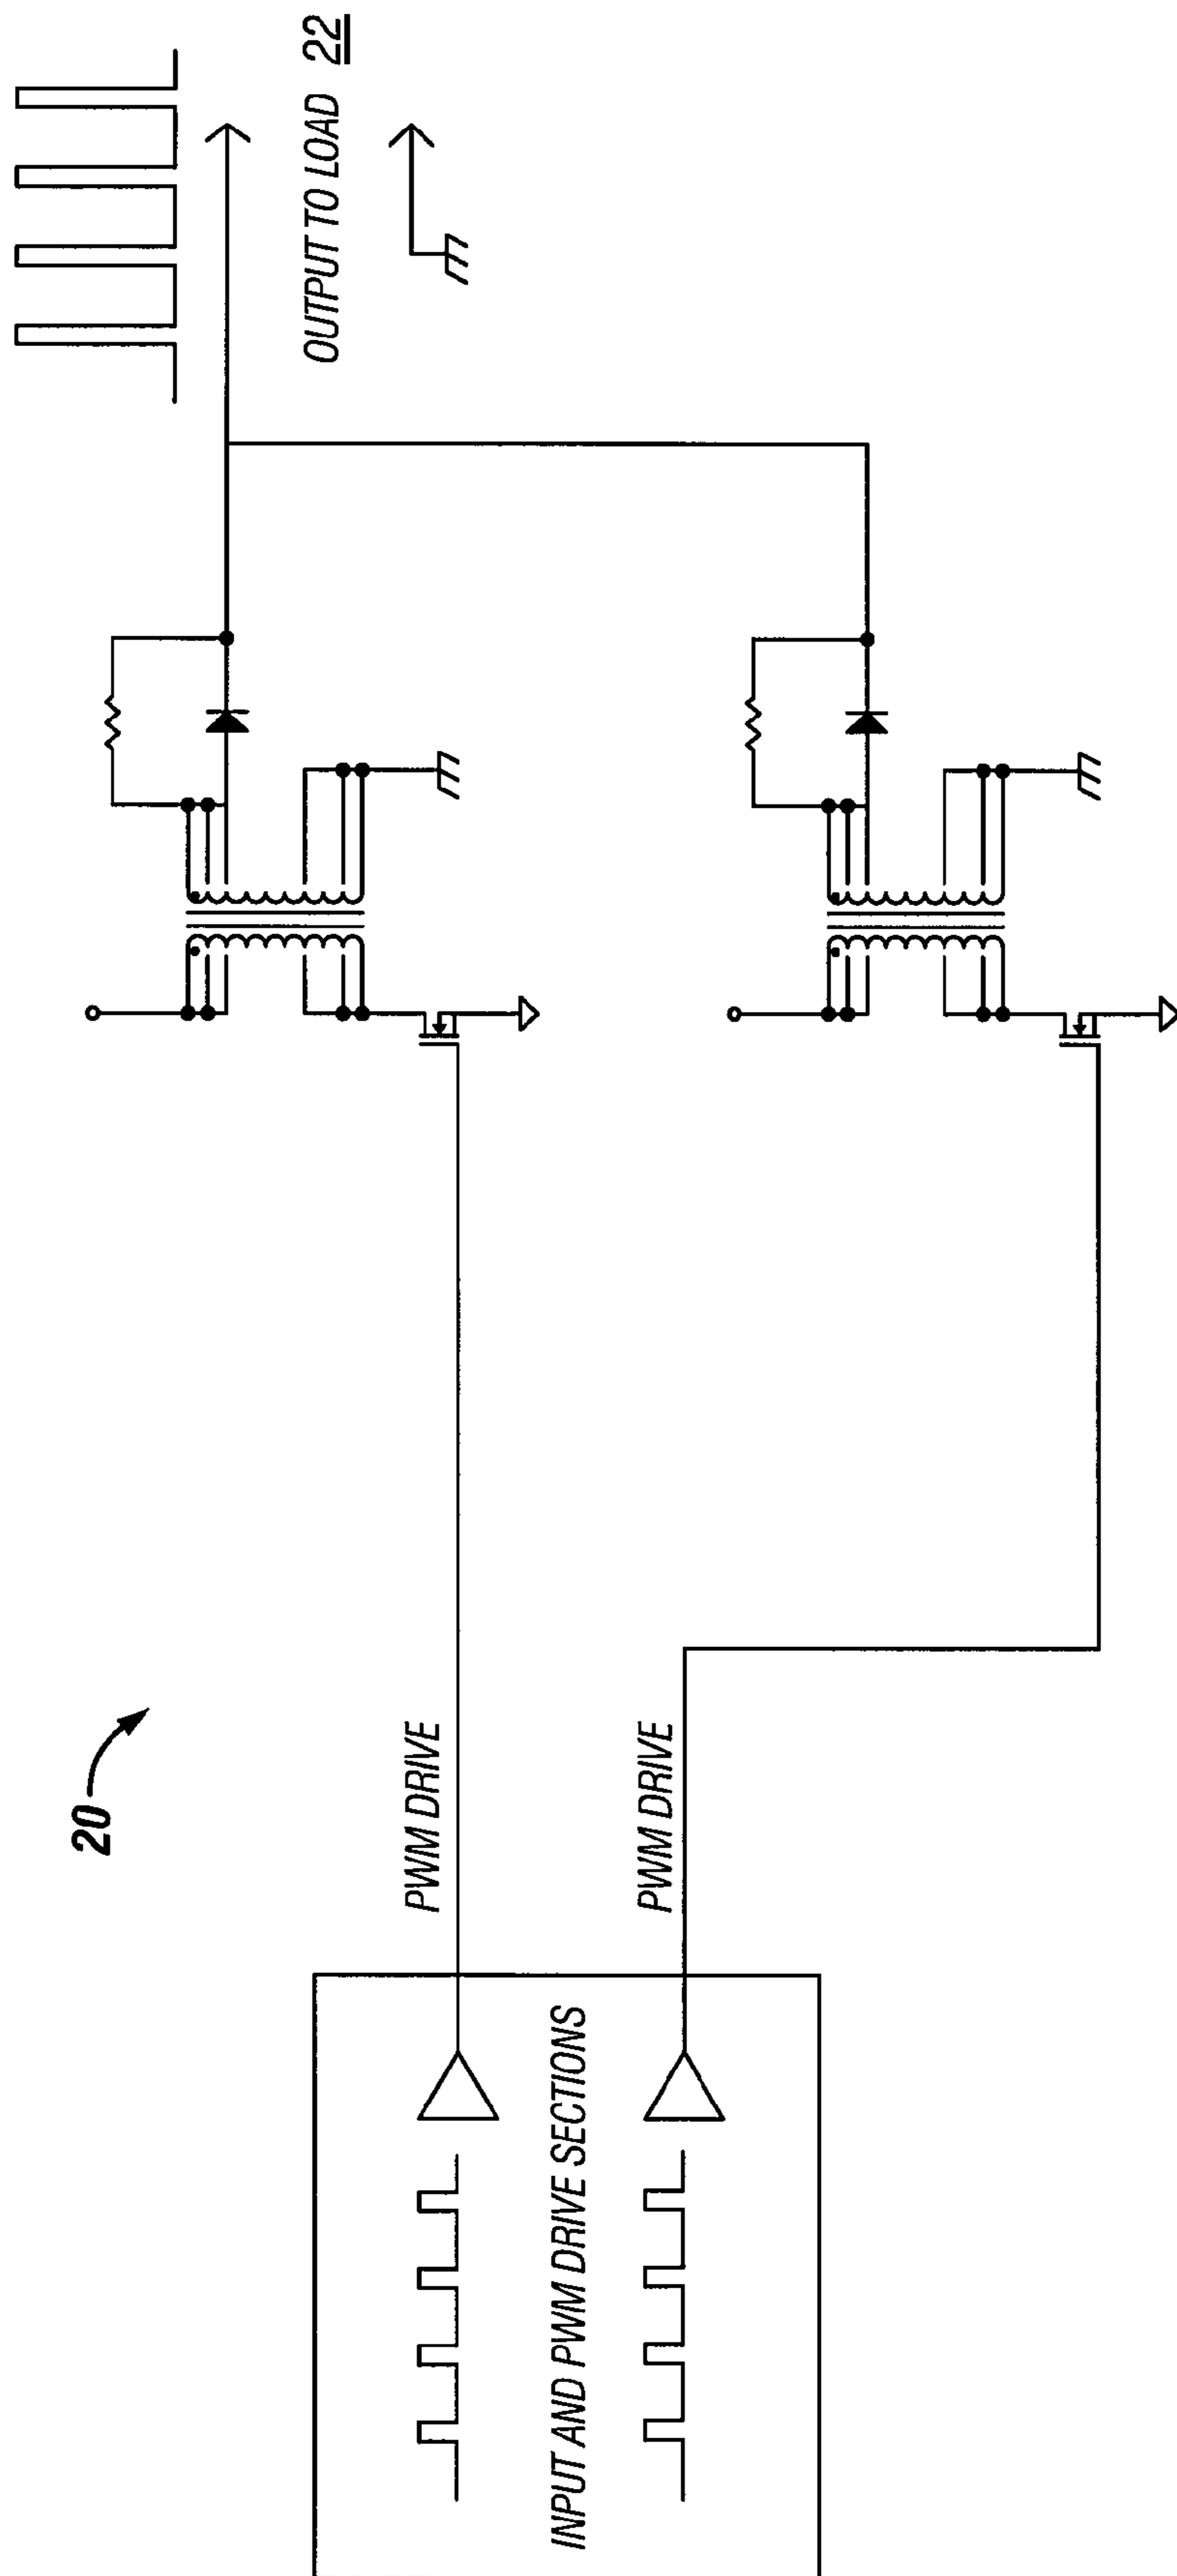 20
INPUT AND PWM DRIVE SECTIONS
PWM DRIVE
PWM DRIVE
OUTPUT TO LOAD 22